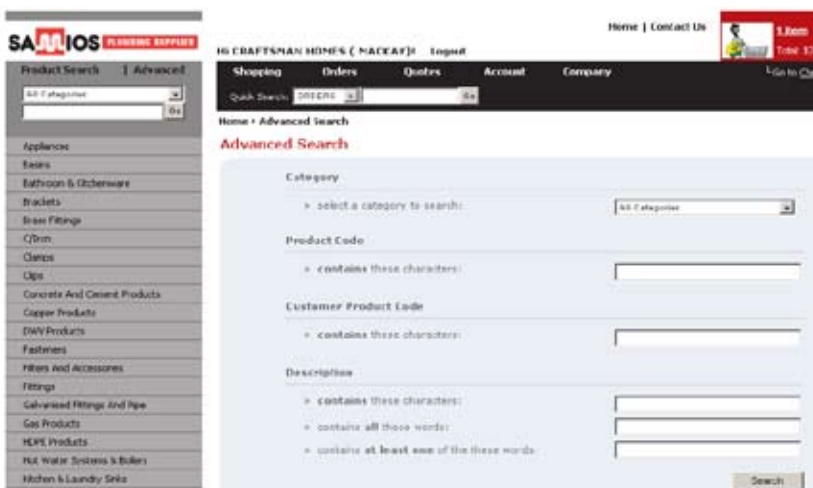 Home | Contact Us
SAMIOS PLUMBING SUPPLIES
1 Item
Hi CRAFTSMAN HOMES ( MACKAY)! Logout
Total
Product Search | Advanced
Shopping Orders Quotes Account Company
Go to
All Categories
Quick Search: ORDERS Go
Go
Home › Advanced Search
Advanced Search
Appliances
Basins
Bathroom & Kitchenware
Brackets
Brass Fittings
C/Iron
Clamps
Clips
Concrete And Cement Products
Copper Products
DWV Products
Fasteners
Filters And Accessories
Fittings
Galvanised Fittings And Pipe
Gas Products
HDPE Products
Hot Water Systems & Boilers
Kitchen & Laundry Sinks
Category
» select a category to search: All Categories
Product Code
» contains these characters:
Customer Product Code
» contains these characters:
Description
» contains these characters:
» contains all these words:
» contains at least one of the these words:
Search